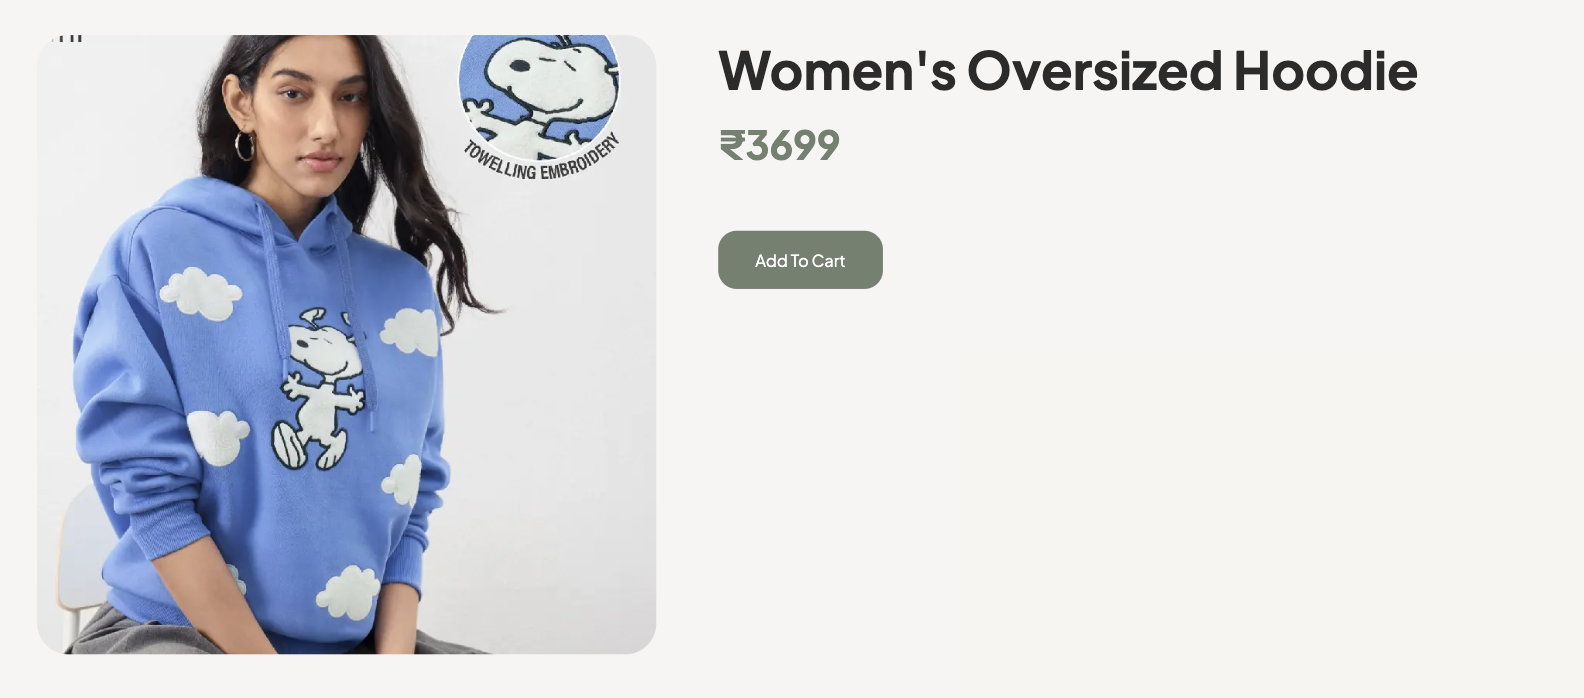 TOWELLING EMBROIDERY
Women's Oversized Hoodie
₹3699
Add To Cart